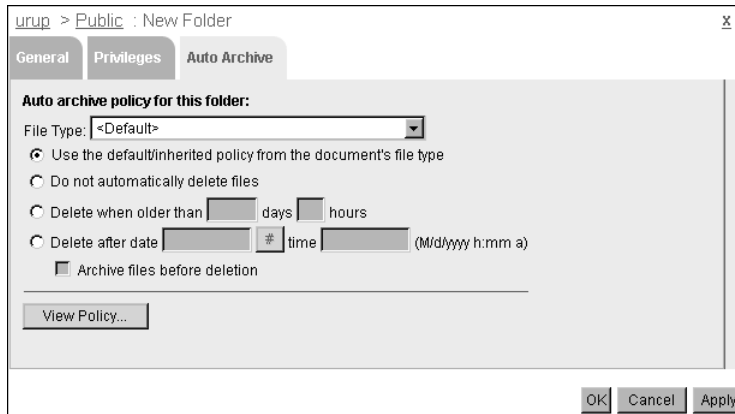 urup > Public : New Folder x
General Privileges Auto Archive
Auto archive policy for this folder:
File Type: <Default>
Use the default/inherited policy from the document's file type
Do not automatically delete files
Delete when older than days hours
Delete after date # time (M/d/yyyy h:mm a)
Archive files before deletion
View Policy...
OK Cancel Apply